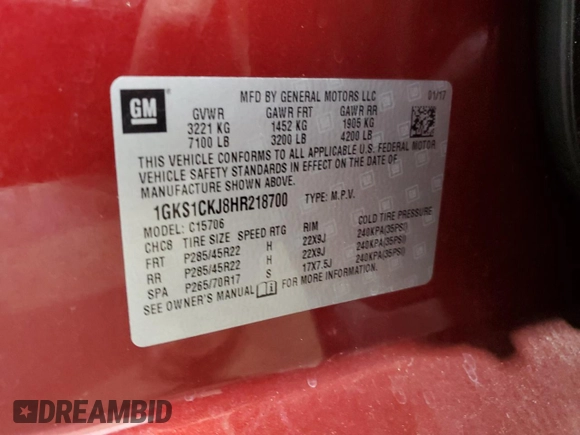 GM
MFD BY GENERAL MOTORS LLC
01/17
GVWR GAWR FRT GAWR RR
3221 KG 1452 KG 1905 KG
7100 LB 3200 LB 4200 LB
THIS VEHICLE CONFORMS TO ALL APPLICABLE U.S. FEDERAL MOTOR
VEHICLE SAFETY STANDARDS IN EFFECT ON THE DATE OF
MANUFACTURE SHOWN ABOVE.
1GKS1CKJ8HR218700 TYPE: M.P.V.
MODEL: C15706
CHC8 TIRE SIZE SPEED RTG RIM COLD TIRE PRESSURE
FRT P285/45R22 H 22X9J 240KPA(35PSI)
RR P285/45R22 H 22X9J 240KPA(35PSI)
SPA P265/70R17 S 17X7.5J 240KPA(35PSI)
SEE OWNER'S MANUAL FOR MORE INFORMATION.
DREAMBID